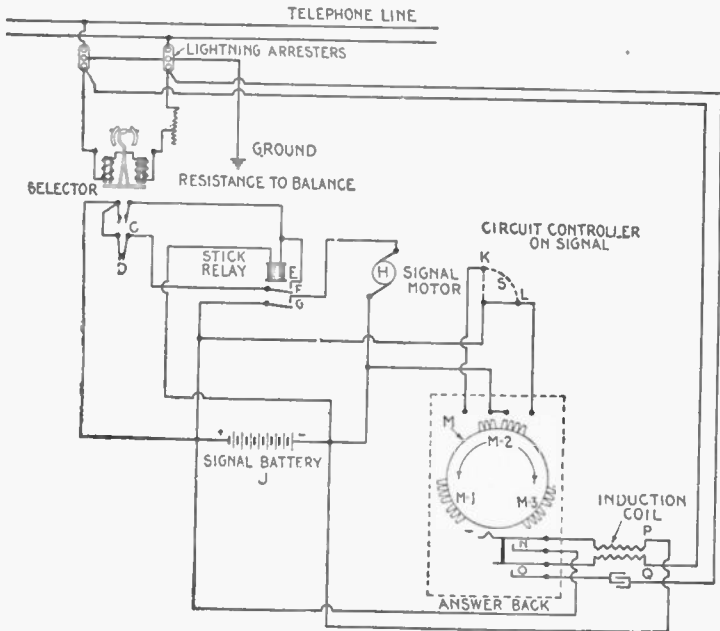 TELEPHONE LINE
LIGHTNING ARRESTERS
GROUND
RESISTANCE TO BALANCE
SELECTOR
C
D
STICK
RELAY
E
F
G
H
SIGNAL
MOTOR
CIRCUIT CONTROLLER
ON SIGNAL
K
S
L
+
-
SIGNAL BATTERY
J
M
M-2
M-1
M-3
INDUCTION
COIL
P
N
O
Q
ANSWER BACK